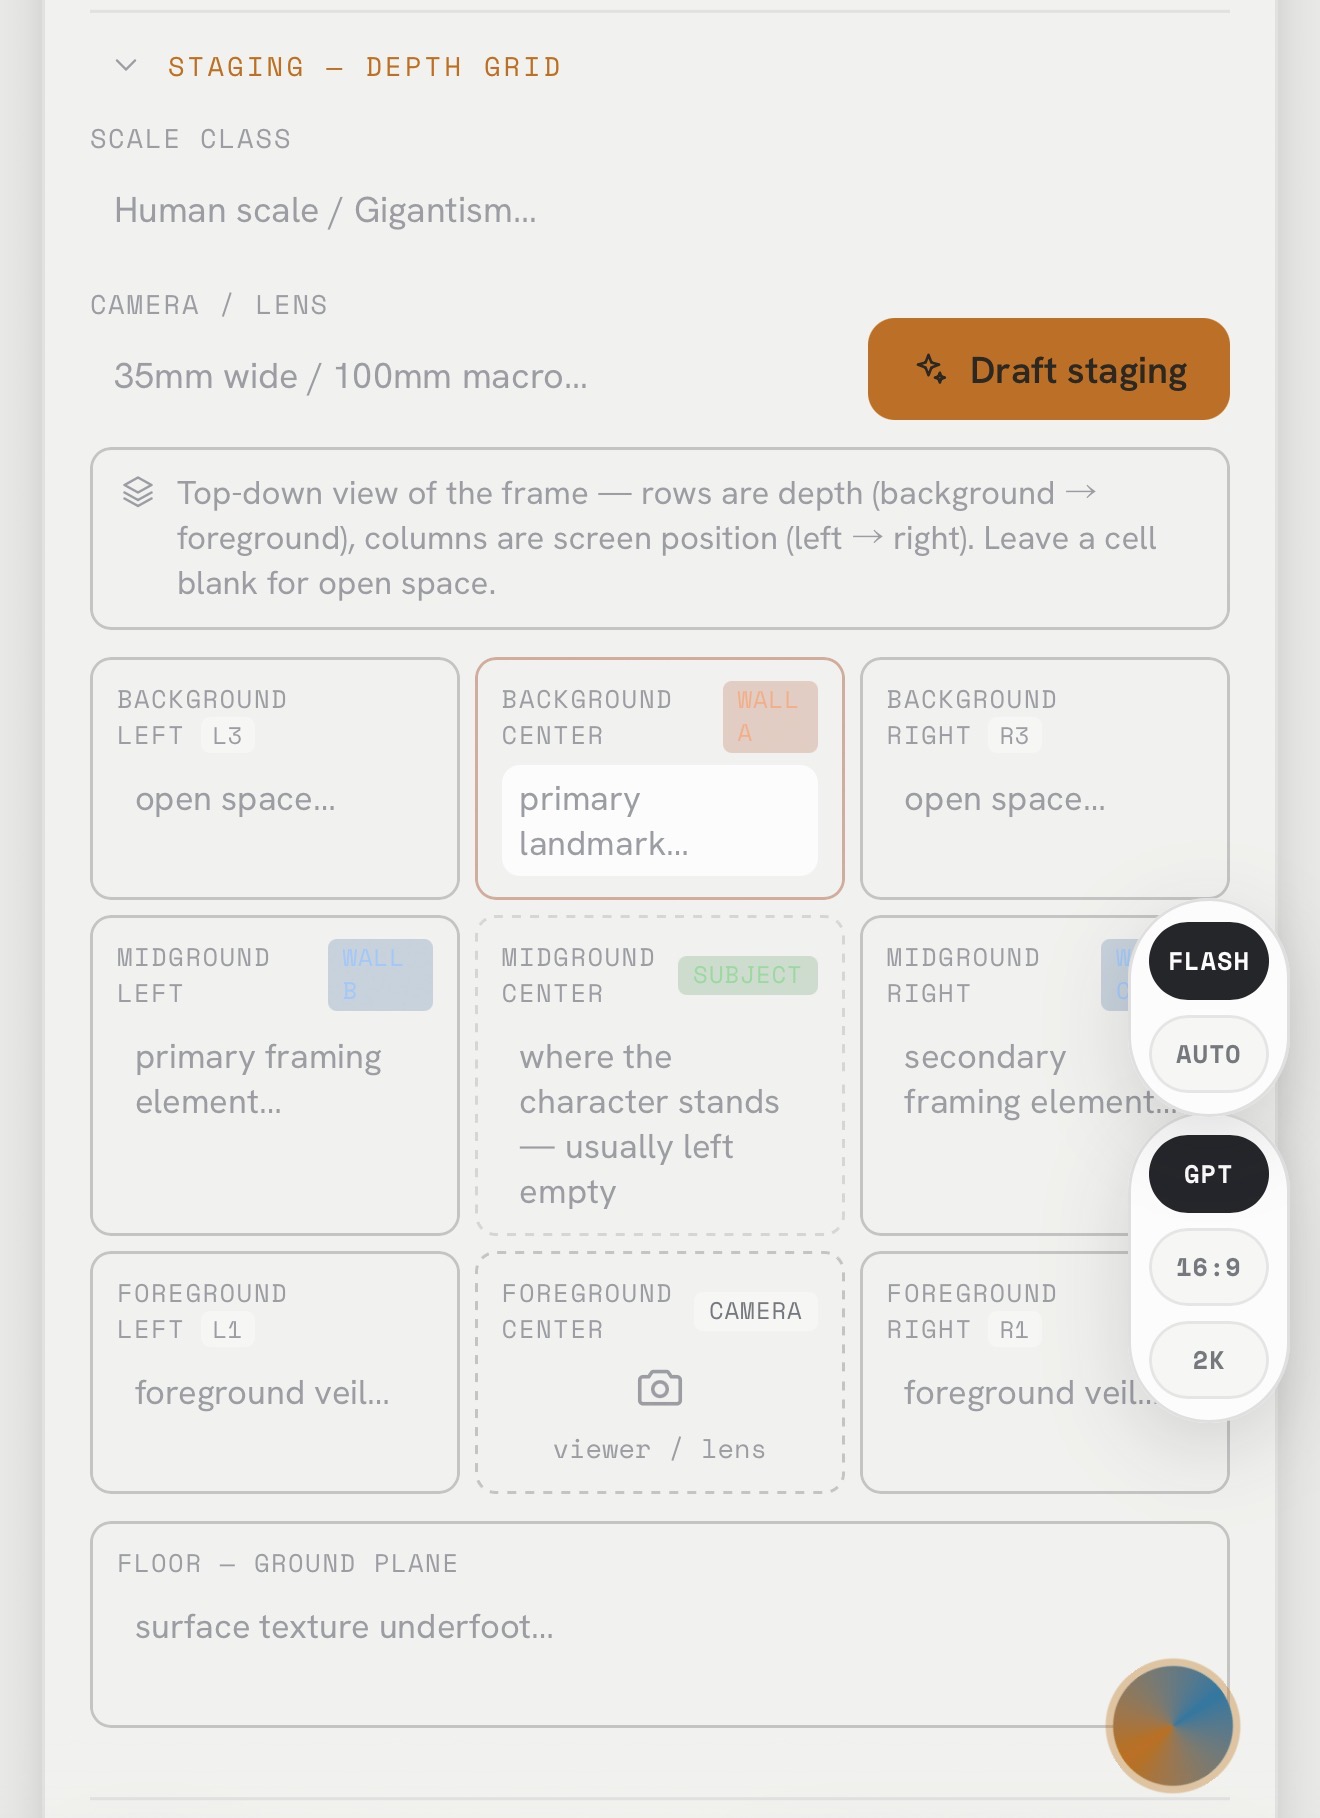 STAGING — DEPTH GRID
SCALE CLASS
Human scale / Gigantism...
CAMERA / LENS
35mm wide / 100mm macro...
Draft staging
Top-down view of the frame — rows are depth (background →
foreground), columns are screen position (left → right). Leave a cell
blank for open space.
BACKGROUND
LEFT L3
open space...
BACKGROUND
CENTER
WALL
A
primary
landmark...
BACKGROUND
RIGHT R3
open space...
MIDGROUND
LEFT
WALL
B
primary framing
element...
MIDGROUND
CENTER
SUBJECT
where the
character stands
— usually left
empty
MIDGROUND
RIGHT
secondary
framing element...
FLASH
AUTO
GPT
16:9
2K
FOREGROUND
LEFT L1
foreground veil...
FOREGROUND
CENTER
CAMERA
viewer / lens
FOREGROUND
RIGHT R1
foreground veil...
FLOOR — GROUND PLANE
surface texture underfoot...